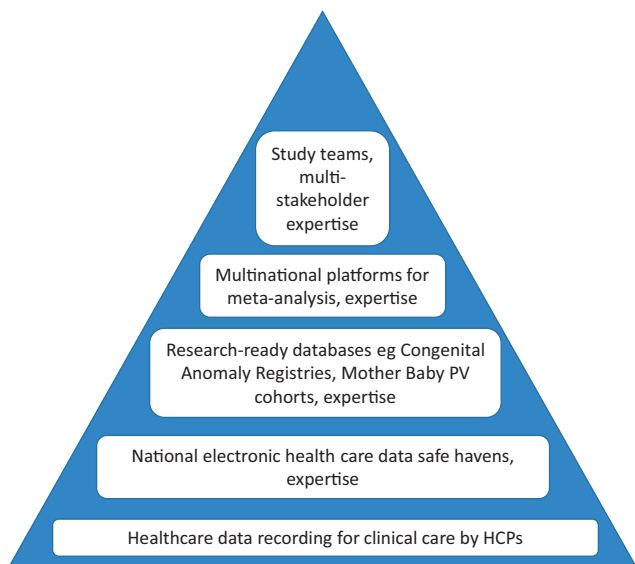 Study teams,
multi-
stakeholder
expertise
Multinational platforms for
meta-analysis, expertise
Research-ready databases eg Congenital
Anomaly Registries, Mother Baby PV
cohorts, expertise
National electronic health care data safe havens,
expertise
Healthcare data recording for clinical care by HCPs